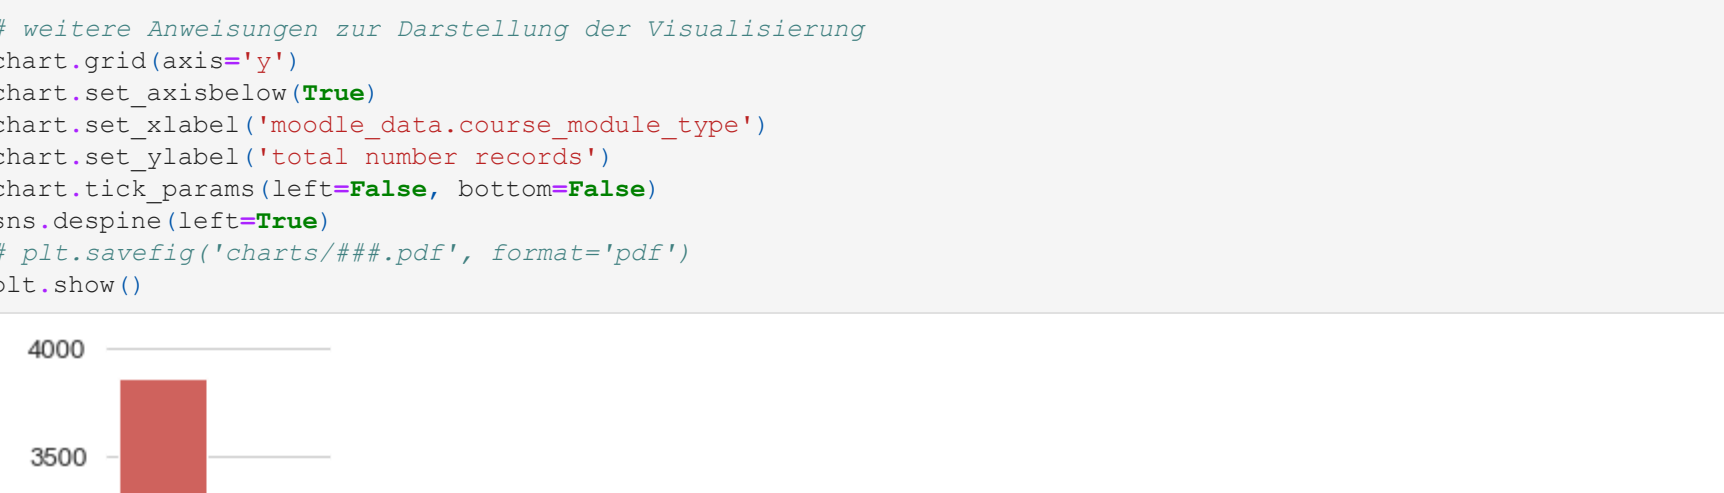 # weitere Anweisungen zur Darstellung der Visualisierung
chart.grid(axis='y')
chart.set_axisbelow(True)
chart.set_xlabel('moodle_data.course_module_type')
chart.set_ylabel('total number records')
chart.tick_params(left=False, bottom=False)
sns.despine(left=True)
# plt.savefig('charts/###.pdf', format='pdf')
plt.show()
4000
3500